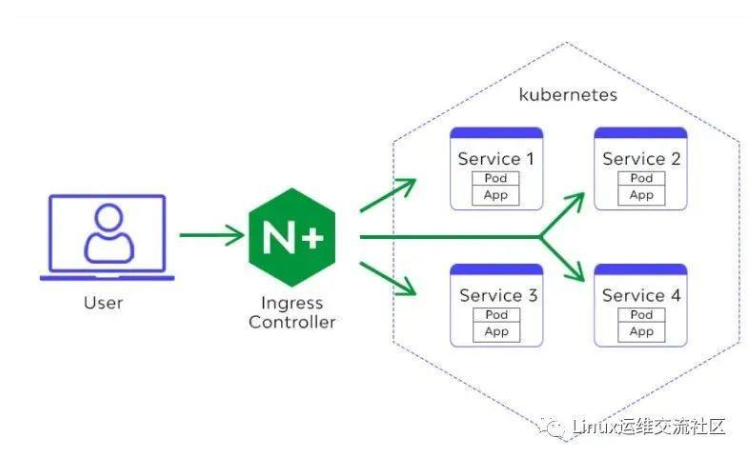 kubernetes
Service 1
Pod
App
Service 2
Pod
App
N+
User
Ingress
Controller
Service 3
Pod
App
Service 4
Pod
App
Linux运维交流社区